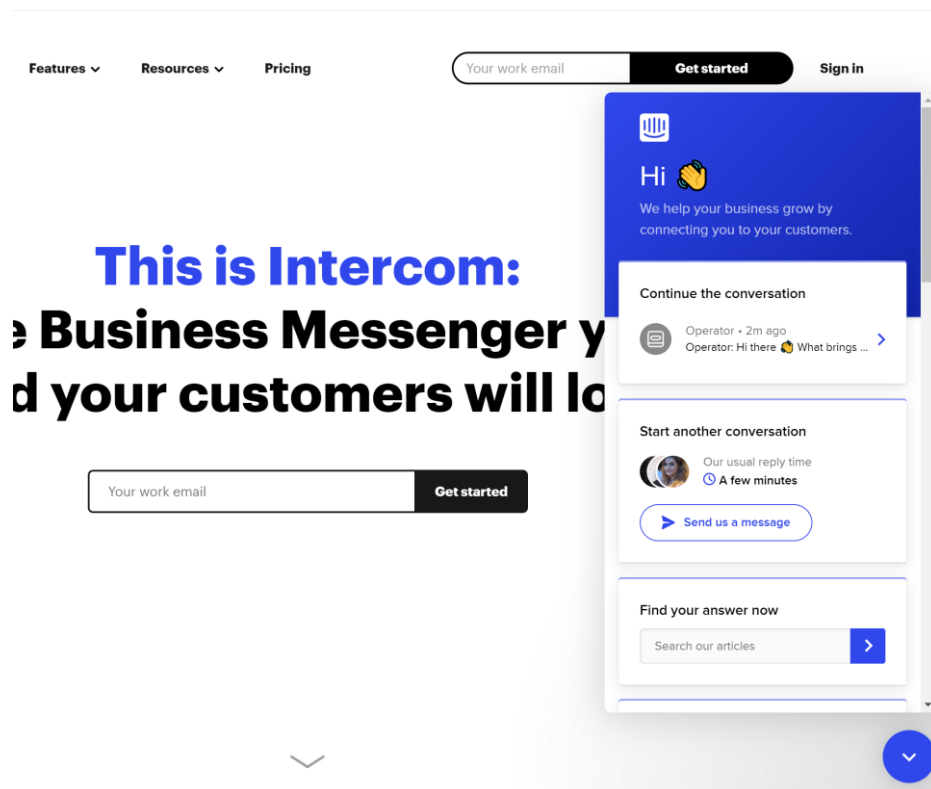 Features
Resources
Pricing
Your work email
Get started
Sign in
Hi 👋
We help your business grow by
connecting you to your customers.
This is Intercom:
e Business Messenger y
d your customers will lo
Your work email
Get started
Continue the conversation
Operator • 2m ago
Operator: Hi there 👋 What brings ...
Start another conversation
Our usual reply time
A few minutes
Send us a message
Find your answer now
Search our articles